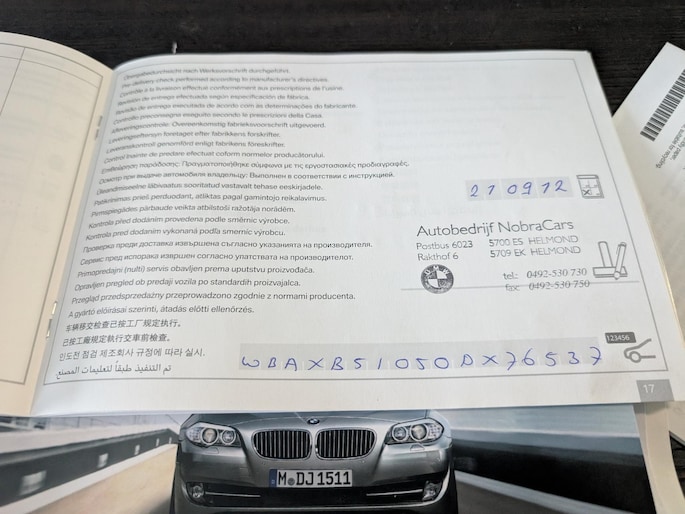 Übergabedurchsicht nach Werksvorschrift durchgeführt.
Pre-delivery check performed according to manufacturer's directives.
Contrôle à la livraison effectué conformément aux prescriptions de l'usine.
Revisión de entrega efectuada según especificación de fábrica.
Revisão de entrega executada de acordo com as determinações do fabricante.
Controllo preconsegna eseguito secondo le prescrizioni della Casa.
Afleveringscontrole: Overeenkomstig fabrieksvoorschrift uitgevoerd.
Leveringseftersyn foretaget efter fabrikkens forskrifter.
Leveranskontroll genomförd enligt fabrikens föreskrifter.
Control înainte de predare efectuat coform normelor producătorului.
Επιθεώρηση παράδοσης: Πραγματοποιήθηκε σύμφωνα με τις εργοστασιακές προδιαγραφές.
Осмотр при выдаче автомобиля владельцу: Выполнен в соответствии с инструкцией.
Üleandmiseelne läbivaatus sooritatud vastavalt tehase eeskirjadele.
Patikrinimas prieš perduodant, atliktas pagal gamintojo reikalavimus.
Pirmspiegādes pārbaude veikta atbilstoši ražotāja norādēm.
Kontrola před dodáním provedena podle směrnic výrobce.
Kontrola pred dodaním vykonaná podľa smerníc výrobcu.
Проверка преди доставка извършена съгласно указанията на производителя.
Сервис пред испорака извршен согласно упатствата на производителот.
Primopredajni (nulti) servis obavljen prema uputstvu proizvođača.
Opravljen pregled ob predaji vozila po standardih proizvajalca.
Przegląd przedsprzedażny przeprowadzono zgodnie z normami producenta.
A gyártó előírásai szerinti, átadás előtti ellenőrzés.
车辆移交检查已按工厂规定执行。
已按工廠規定執行交車前檢查。
인도전 점검 제조회사 규정에 따라 실시.
تم التنفيذ طبقاً لتعليمات المصنع
210912
Autobedrijf NobraCars
Postbus 6023 5700 ES HELMOND
Rakthof 6 5709 EK HELMOND
BMW
tel: 0492-530 730
fax: 0492-530 750
123456
WBAXB51050DX76537
17
M DJ1511